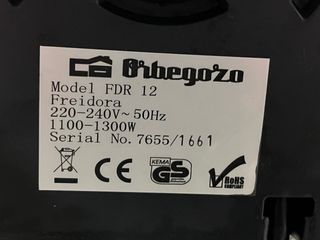 Orbegozo
Model FDR 12
Freidora
220-240V~50Hz
1100-1300W
Serial No.7655/1661
CE
KEMA
GS
RoHS
COMPLIANT